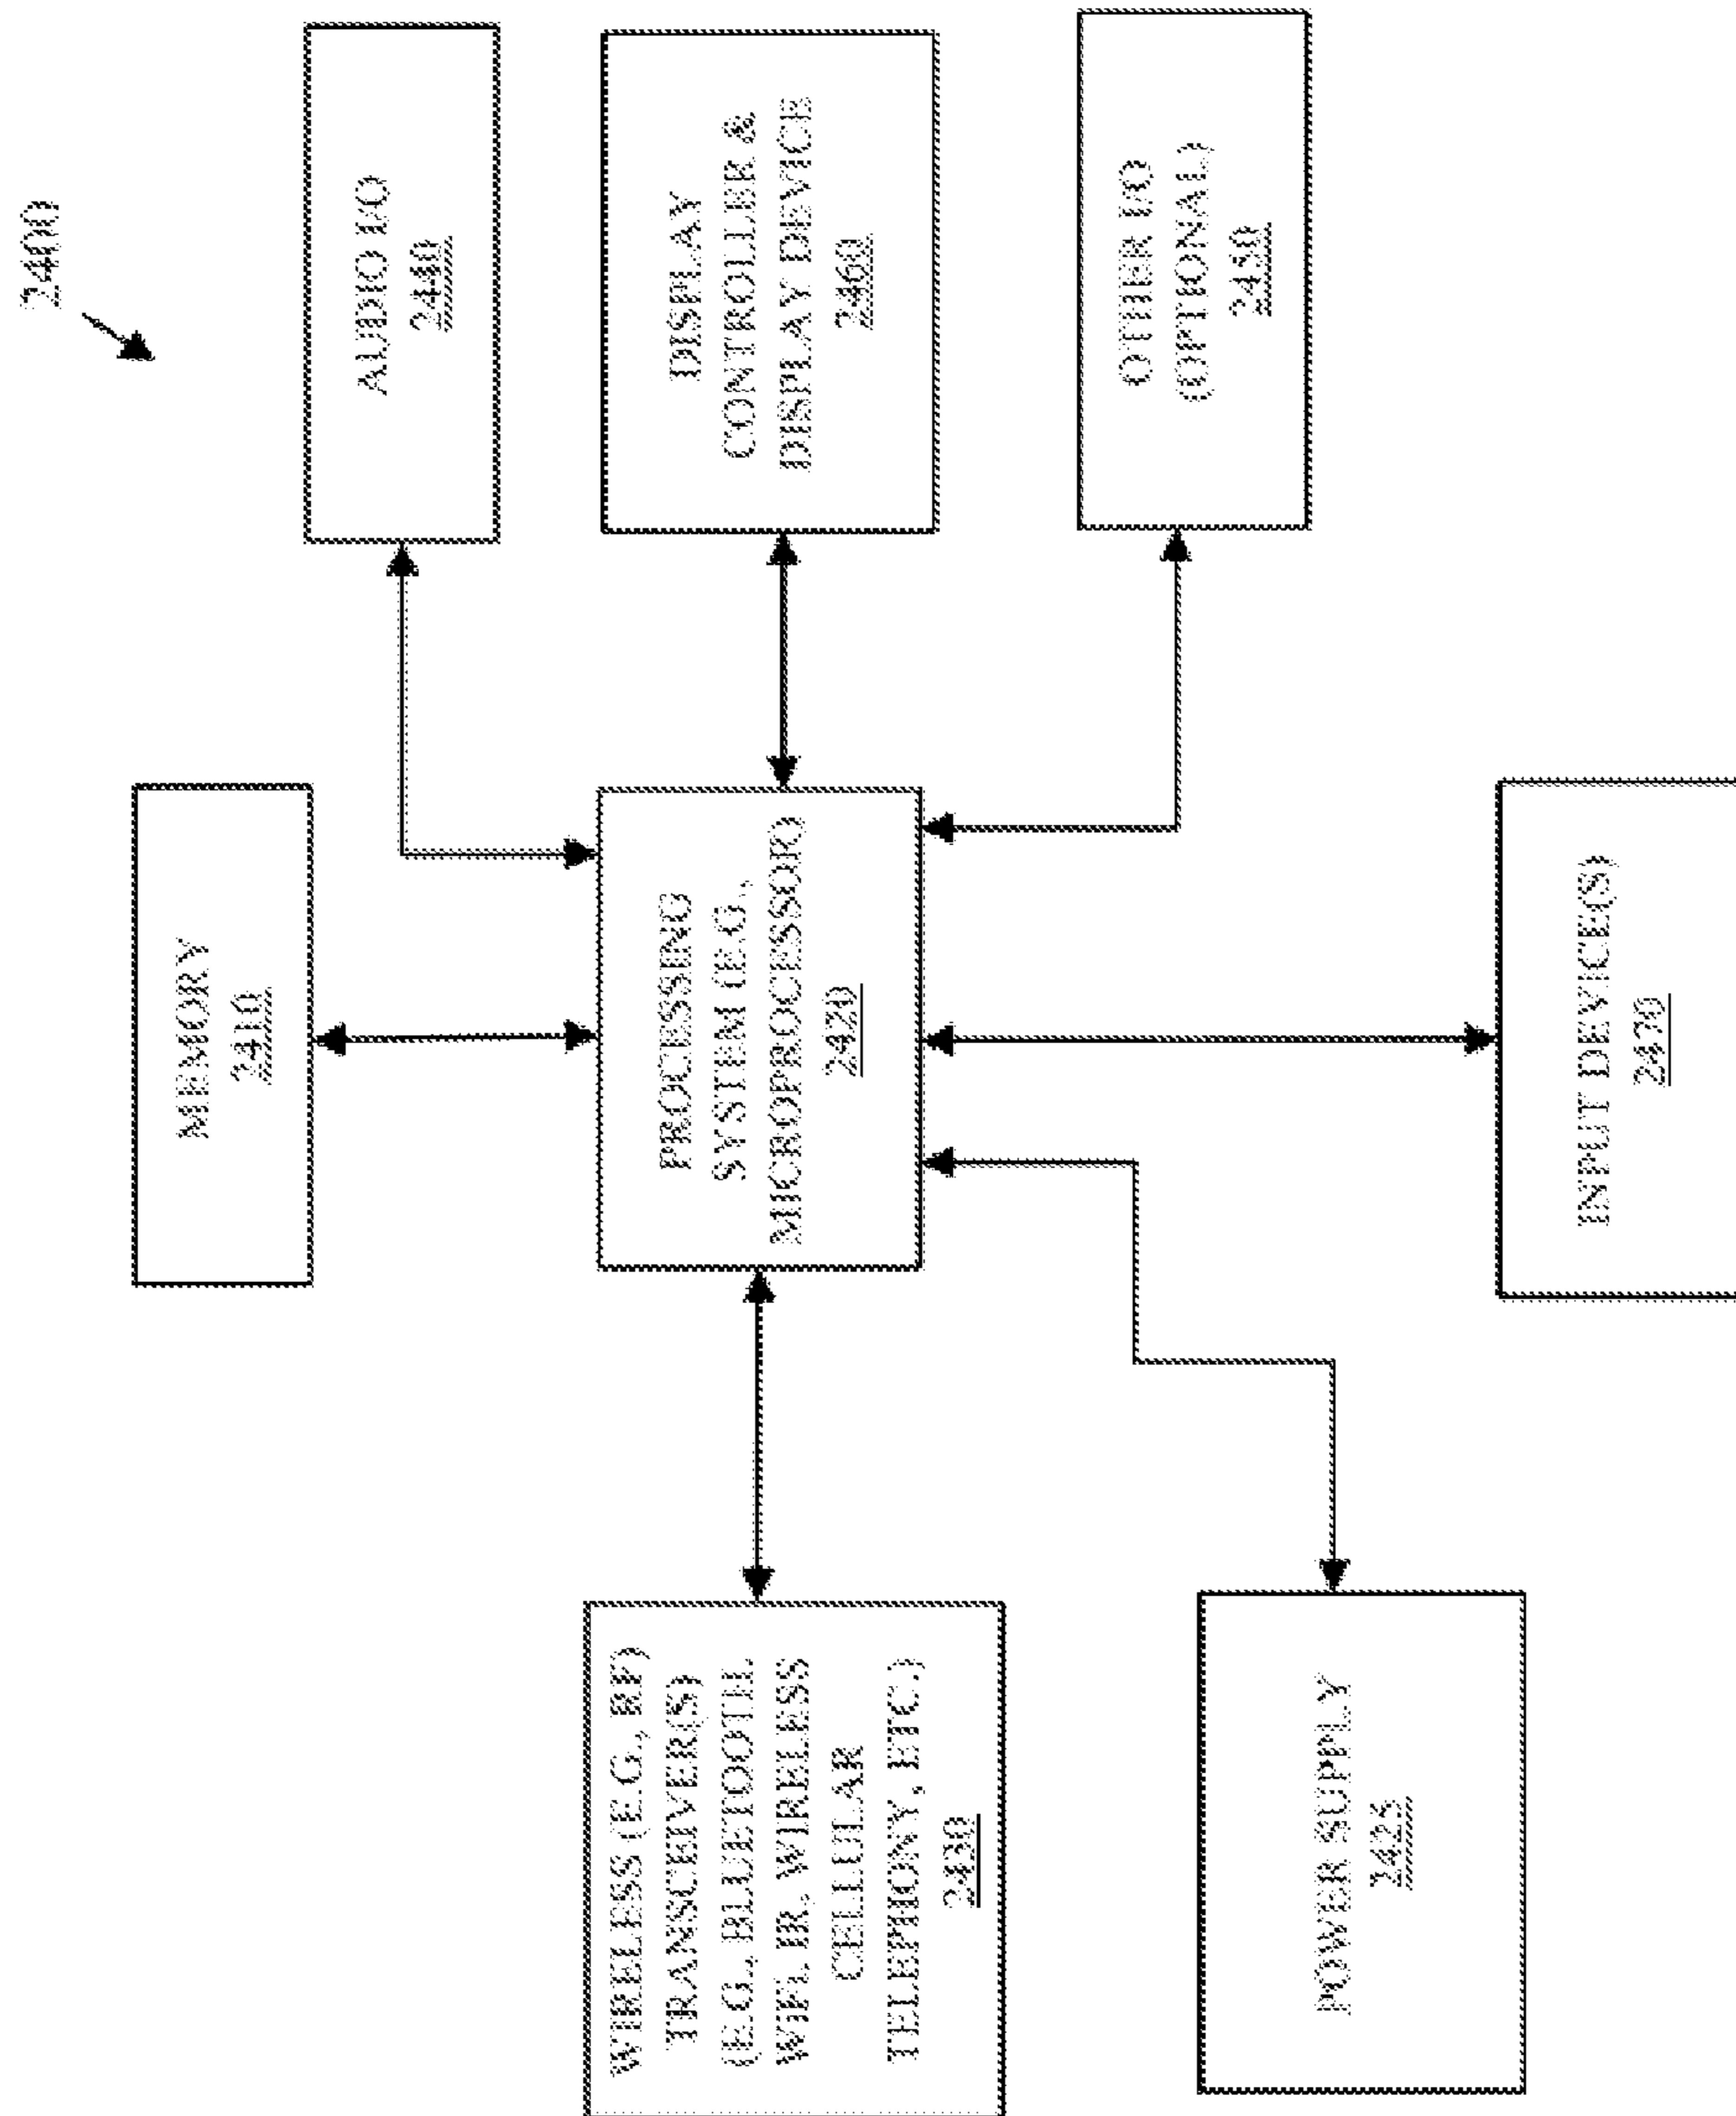 2400
MEMORY
2410
AUDIO I/O
2440
WIRELESS (E.G., RF)
TRANSCEIVER(S)
(E.G., BLUETOOTH,
WIFI, IR, WIRELESS
CELLULAR
TELEPHONY, ETC.)
2430
PROCESSING
SYSTEM (E.G.,
MICROPROCESSOR)
2420
DISPLAY
CONTROLLER &
DISPLAY DEVICE
2460
OTHER I/O
(OPTIONAL)
2450
POWER SUPPLY
2425
INPUT DEVICE(S)
2470